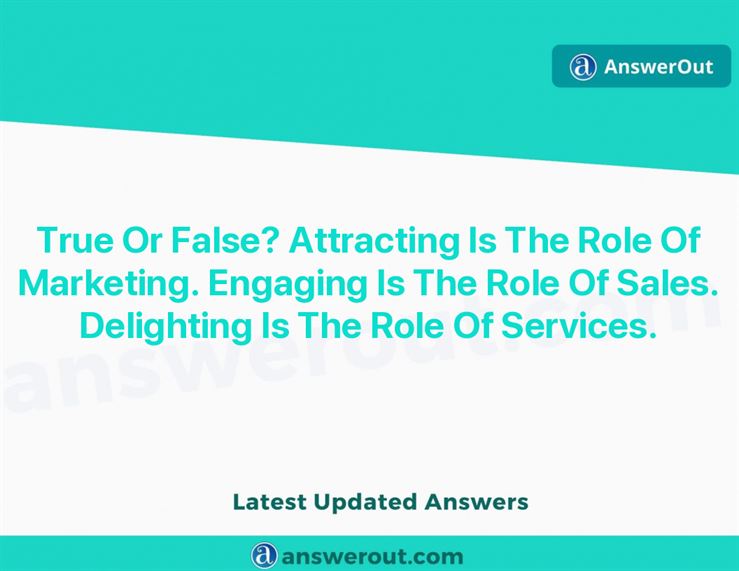 AnswerOut
True Or False? Attracting Is The Role Of
Marketing. Engaging Is The Role Of Sales.
Delighting Is The Role Of Services.
answerout.com
Latest Updated Answers
answerout.com